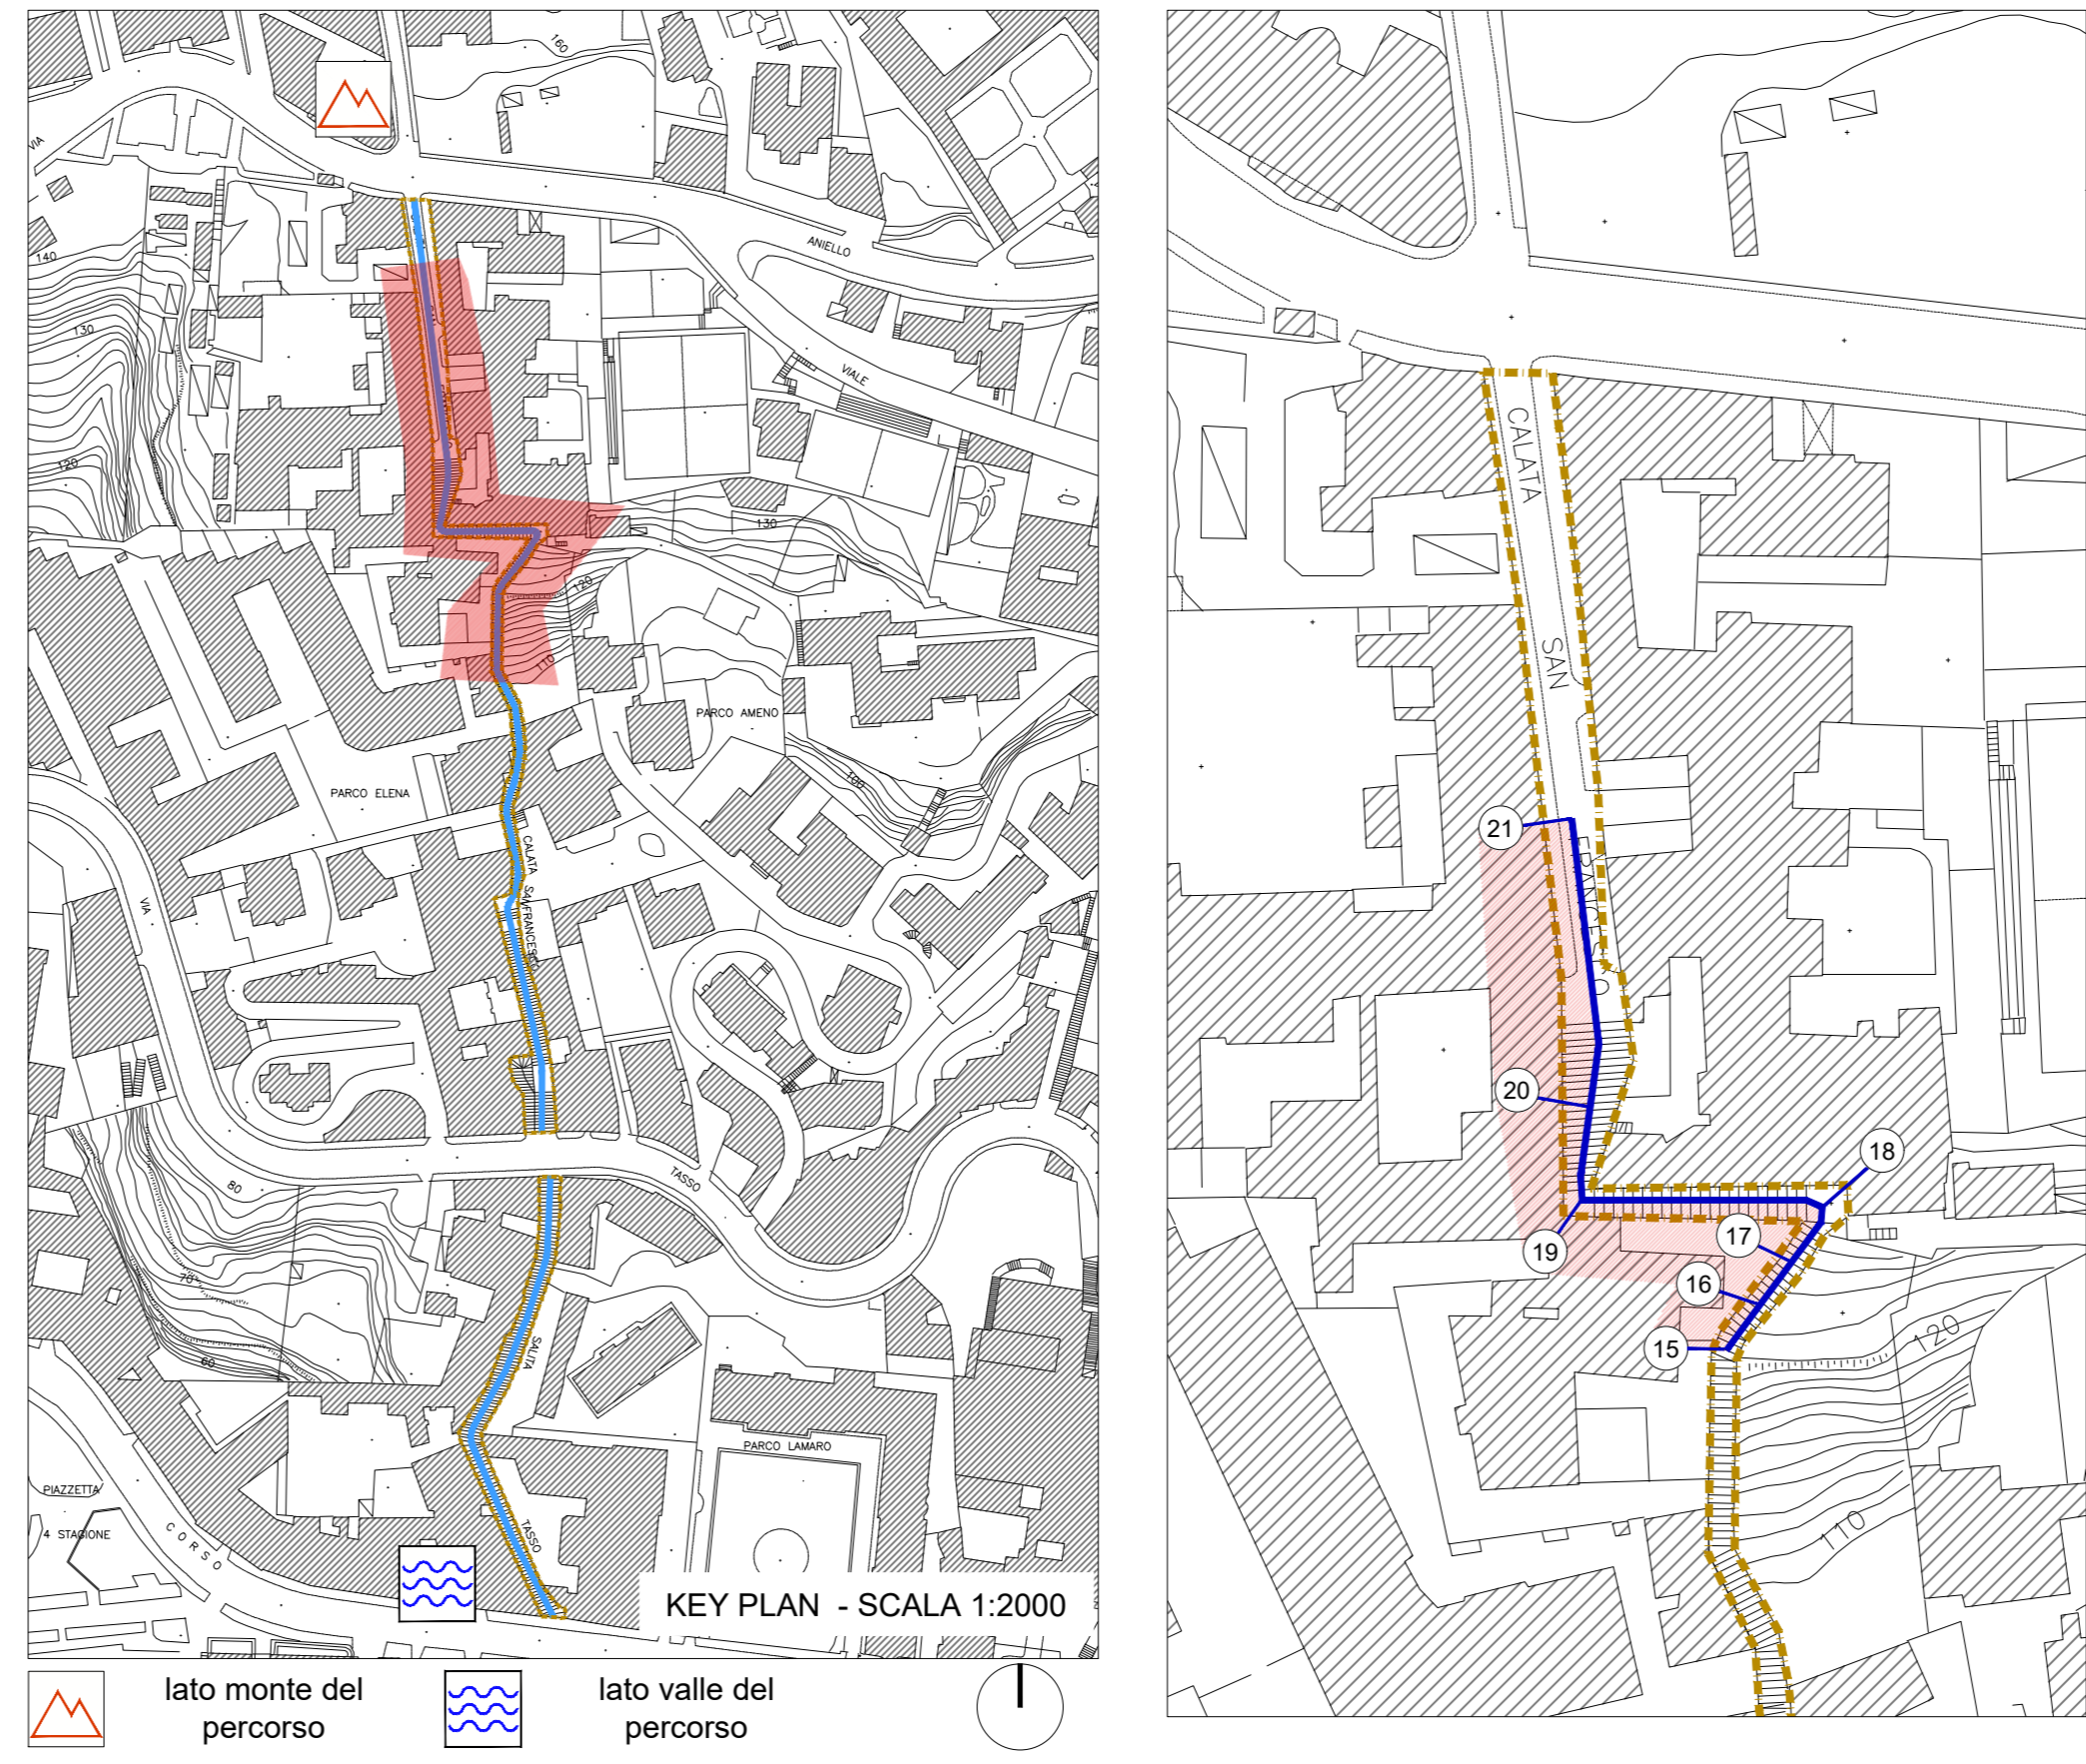 160
VIA
ANIELLO
140
130
VIALE
120
130
120
110
PARCO AMENO
100
PARCO ELENA
CALATA SAN FRANCESCO
VIA
TASSO
80
70
60
SALITA
TASSO
PARCO LAMARO
PIAZZETTA
4 STAGIONE
CORSO
KEY PLAN - SCALA 1:2000
lato monte del
percorso
lato valle del
percorso
CALATA
SAN
FRANCESCO
21
20
19
18
17
16
15
120
110